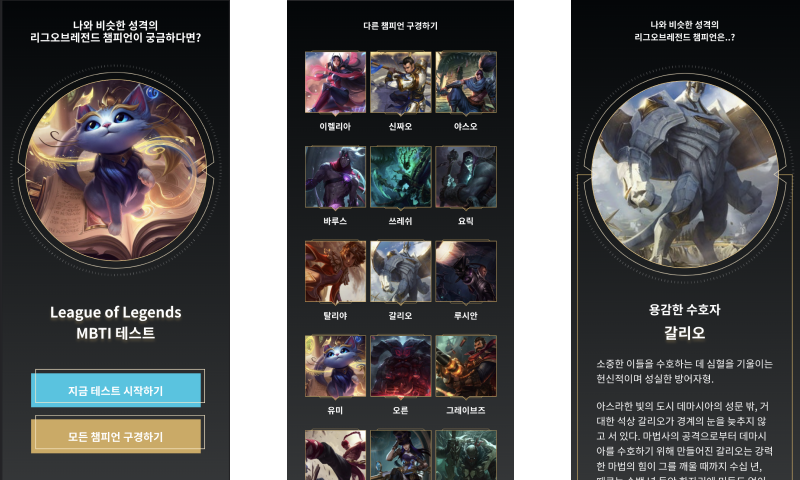 나와 비슷한 성격의
리그오브레전드 챔피언이 궁금하다면?
League of Legends
MBTI 테스트
지금 테스트 시작하기
모든 챔피언 구경하기
다른 챔피언 구경하기
이렐리아 신짜오 야스오
바루스 쓰레쉬 요릭
탈리야 갈리오 루시안
유미 오른 그레이브즈
나와 비슷한 성격의
리그오브레전드 챔피언은..?
용감한 수호자
갈리오
소중한 이들을 수호하는 데 심혈을 기울이는
헌신적이며 성실한 방어자형.
아스라한 빛의 도시 데마시아의 성문 밖, 거
대한 석상 갈리오가 경계의 눈을 늦추지 않
고 서 있다. 마법사의 공격으로부터 데마시
아를 수호하기 위해 만들어진 갈리오는 강력
한 마법의 힘이 그를 깨울 때까지 수십 년,